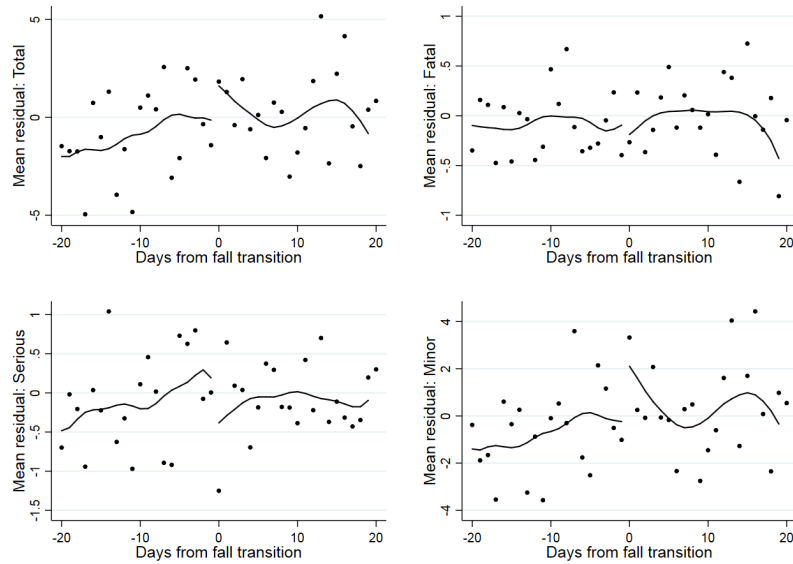 Mean residual: Total
5
0
-5
-20 -10 0 10 20
Days from fall transition
Mean residual: Fatal
1
.5
0
-.5
-1
-20 -10 0 10 20
Days from fall transition
Mean residual: Serious
1
.5
0
-.5
-1
-1.5
-20 -10 0 10 20
Days from fall transition
Mean residual: Minor
4
2
0
-2
-4
-20 -10 0 10 20
Days from fall transition